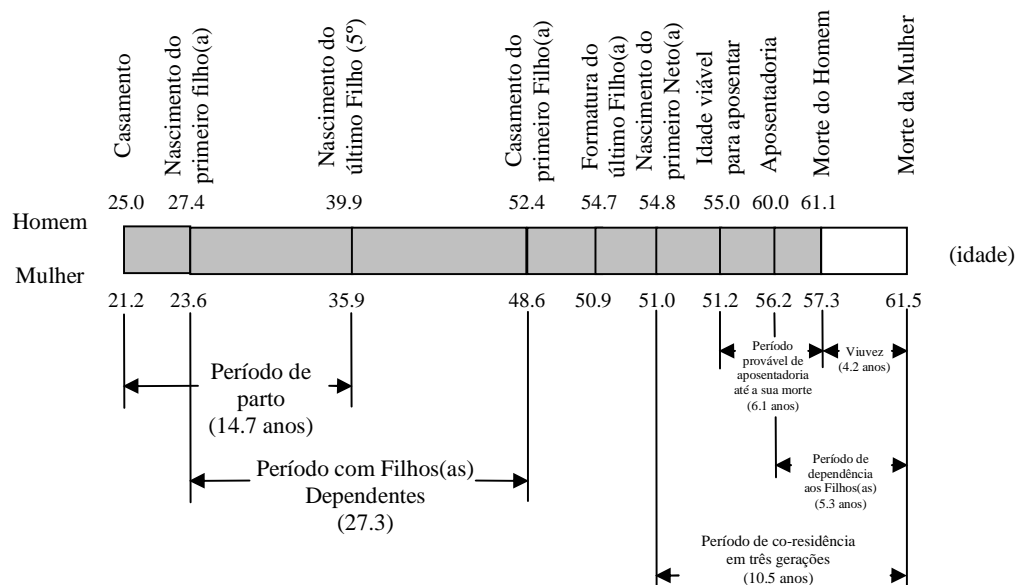 Casamento
Nascimento do
primeiro filho(a)
Nascimento do
último Filho (5º)
Casamento do
primeiro Filho(a)
Formatura do
último Filho(a)
Nascimento do
primeiro Neto(a)
Idade viável
para aposentar
Aposentadoria
Morte do Homem
Morte da Mulher
25.0 27.4 39.9 52.4 54.7 54.8 55.0 60.0 61.1
Homem
Mulher
(idade)
21.2 23.6 35.9 48.6 50.9 51.0 51.2 56.2 57.3 61.5
Período de
parto
(14.7 anos)
Período
provável de
aposentadoria
até a sua morte
(6.1 anos)
Viuvez
(4.2 anos)
Período com Filhos(as)
Dependentes
(27.3)
Período de
dependência
aos Filhos(as)
(5.3 anos)
Período de co-residência
em três gerações
(10.5 anos)